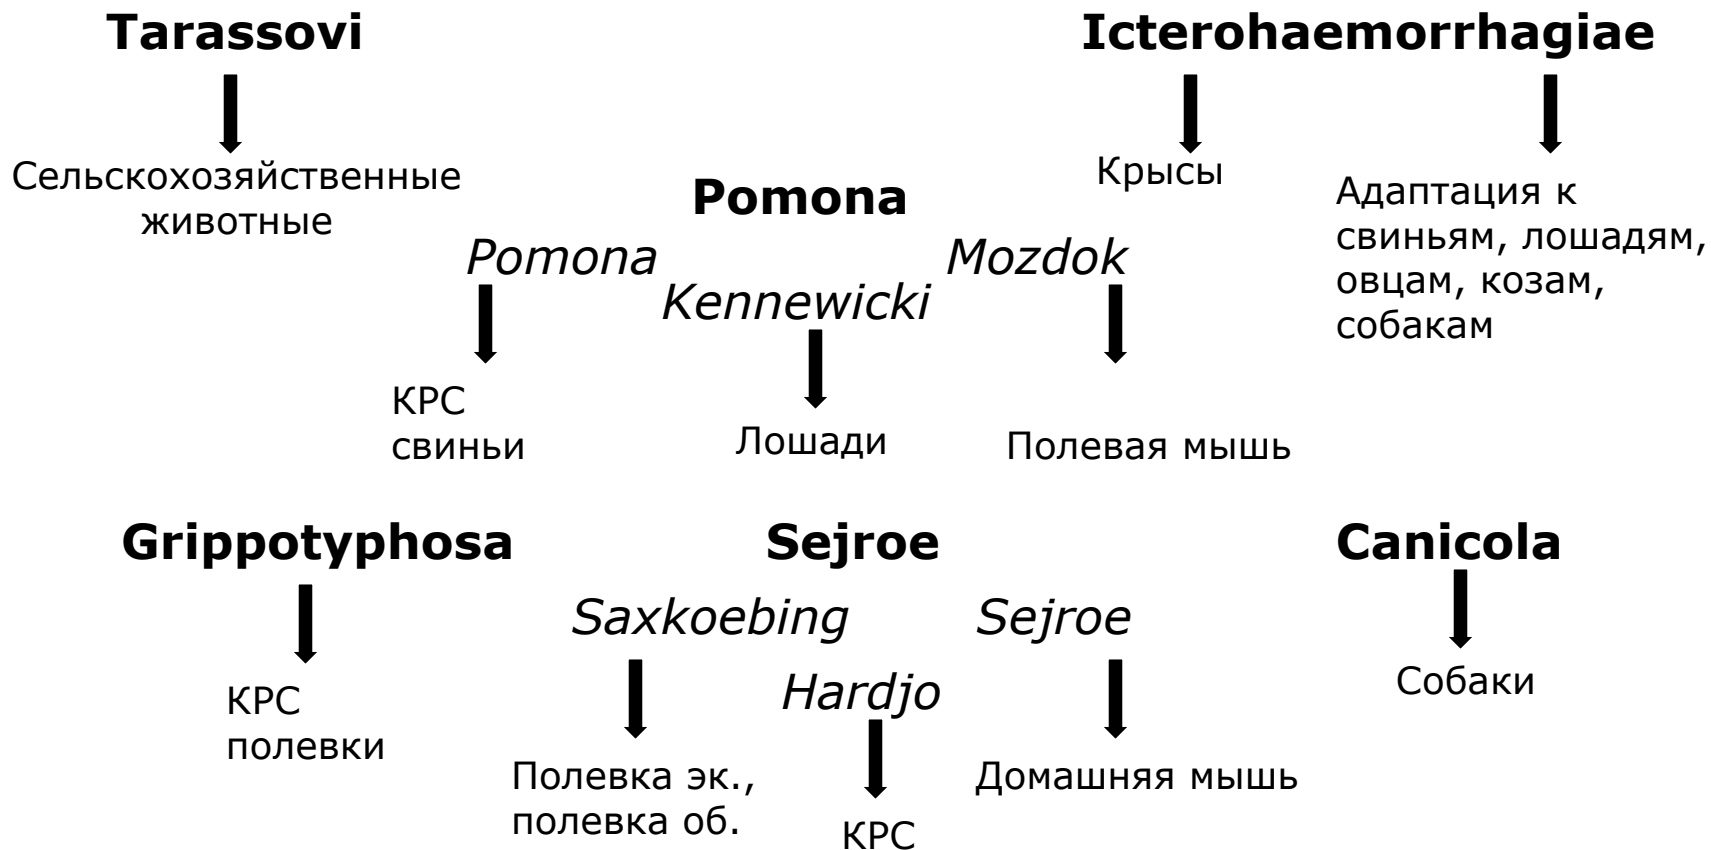 Tarassovi
Icterohaemorrhagiae
Сельскохозяйственные
животные
Крысы
Адаптация к
свиньям, лошадям,
овцам, козам,
собакам
Pomona
Pomona
Kennewicki
Mozdok
КРС
свиньи
Лошади
Полевая мышь
Grippotyphosa
Sejroe
Canicola
Saxkoebing
Sejroe
Hardjo
КРС
полевки
Полевка эк.,
полевка об.
КРС
Домашняя мышь
Собаки